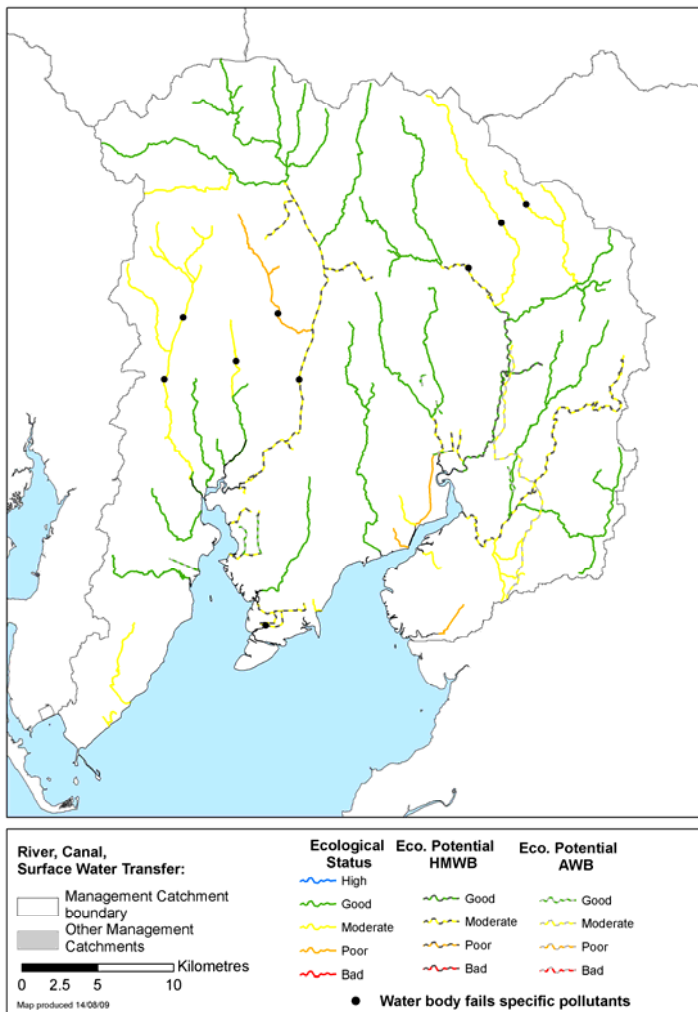 River, Canal,
Surface Water Transfer:
Management Catchment
boundary
Other Management
Catchments
Kilometres
0 2.5 5 10
Map produced 14/08/09
Ecological
Status
High
Good
Moderate
Poor
Bad
Eco. Potential
HMWB
Good
Moderate
Poor
Bad
Eco. Potential
AWB
Good
Moderate
Poor
Bad
Water body fails specific pollutants